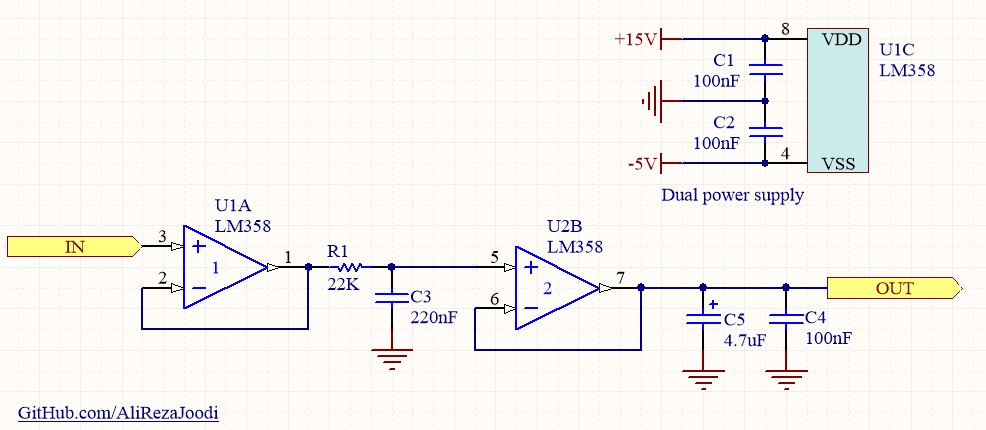 +15V
8
VDD
U1C
LM358
C1
100nF
C2
100nF
-5V
4
VSS
Dual power supply
U1A
LM358
IN
3
+
1
1
2
−
R1
22K
C3
220nF
U2B
LM358
5
+
2
7
6
−
OUT
+
C5
4.7uF
C4
100nF
GitHub.com/AliRezaJoodi